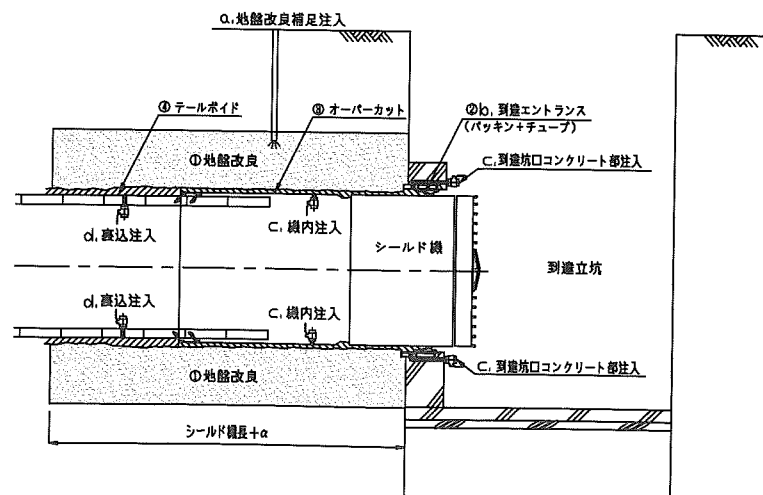 a, 地盤改良補足注入
④テールボイド
③オーバーカット
②b, 到達エントランス
(パッキン+チューブ)
①地盤改良
c, 到達坑口コンクリート部注入
d, 裏込注入
c, 機内注入
シールド機
到達立坑
d, 裏込注入
c, 機内注入
c, 到達坑口コンクリート部注入
①地盤改良
シールド機長+α